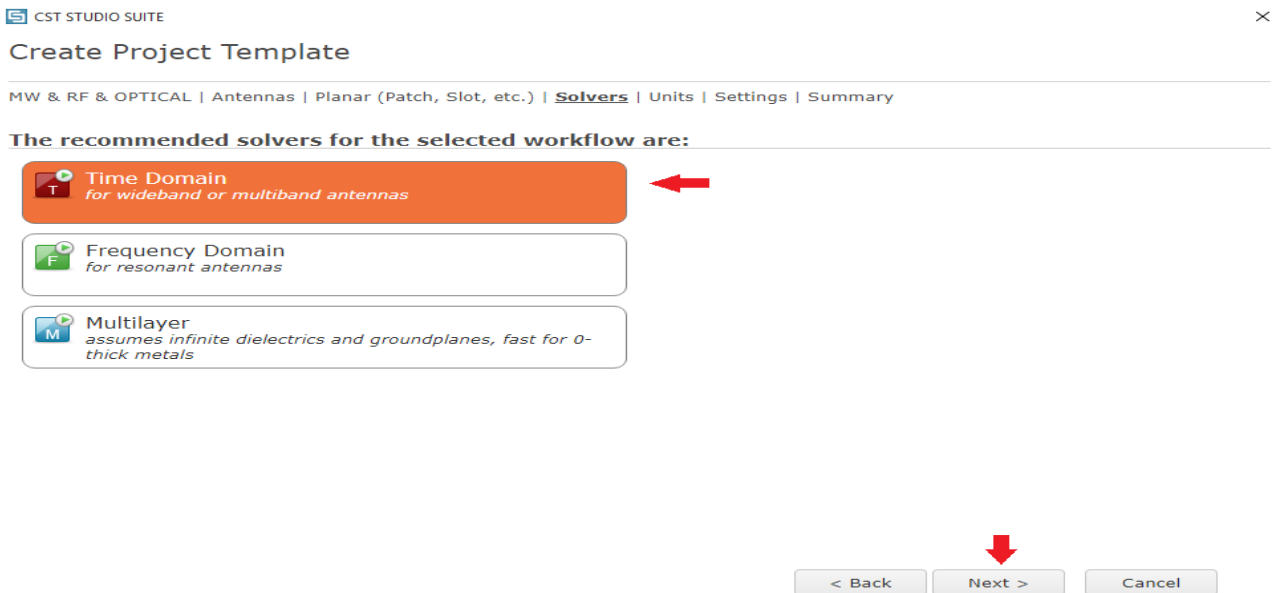 CST STUDIO SUITE
Create Project Template
MW & RF & OPTICAL | Antennas | Planar (Patch, Slot, etc.) | Solvers | Units | Settings | Summary
The recommended solvers for the selected workflow are:
T
Time Domain
for wideband or multiband antennas
F
Frequency Domain
for resonant antennas
M
Multilayer
assumes infinite dielectrics and groundplanes, fast for 0-
thick metals
< Back Next > Cancel